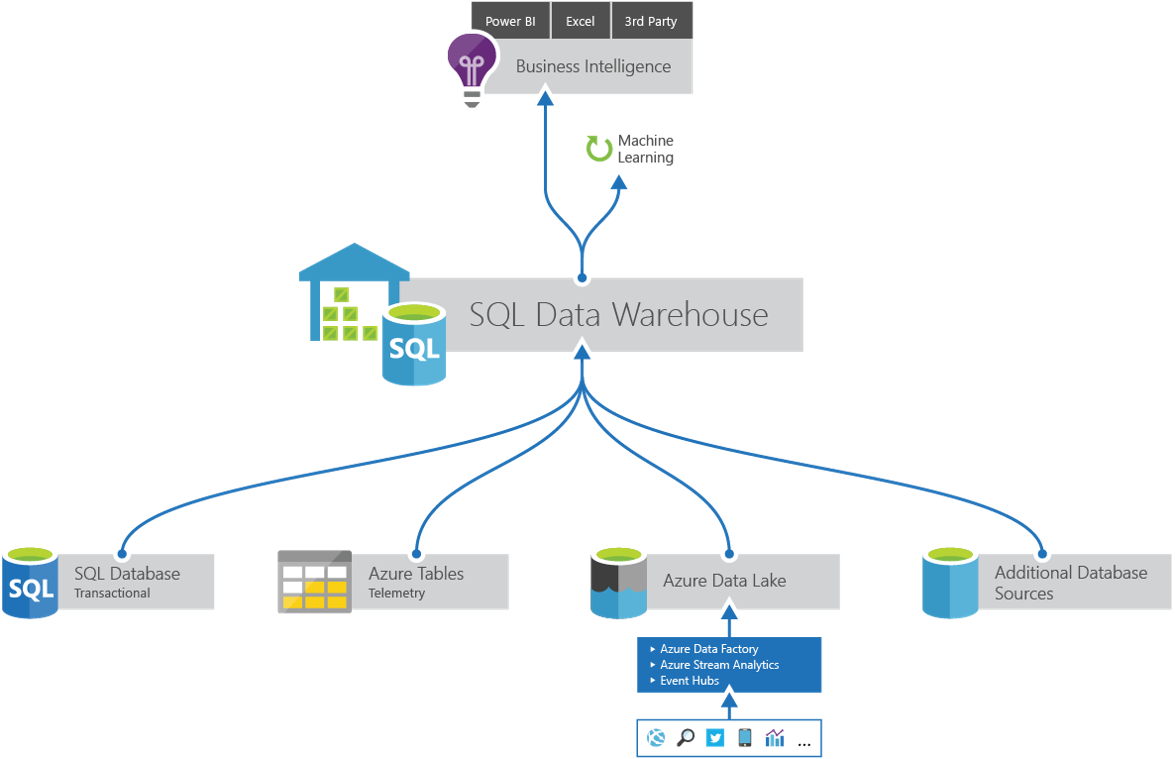 Power BI
Excel
3rd Party
Business Intelligence
Machine
Learning
SQL Data Warehouse
SQL
SQL
SQL Database
Transactional
Azure Tables
Telemetry
Azure Data Lake
Additional Database
Sources
Azure Data Factory
Azure Stream Analytics
Event Hubs
...